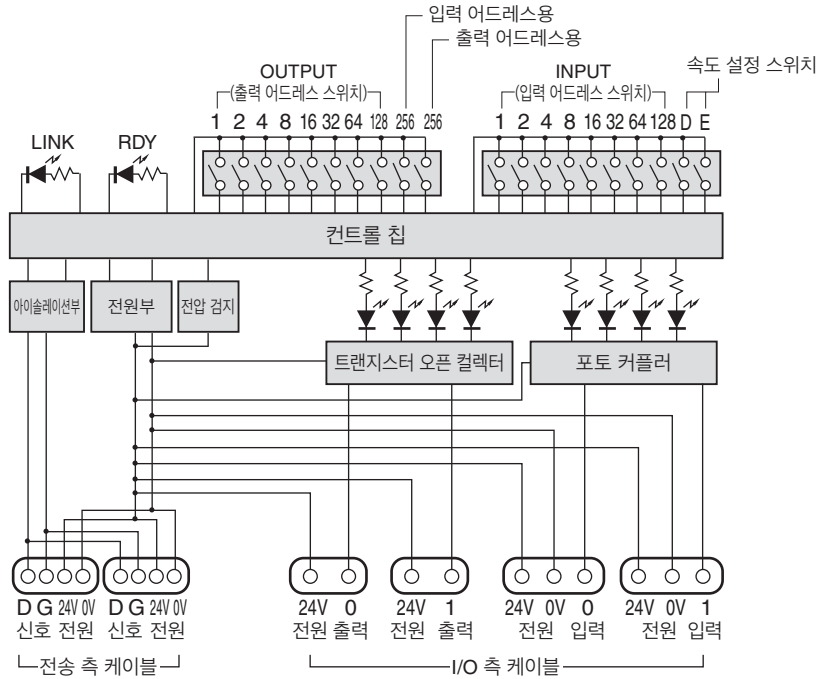 입력 어드레스용
출력 어드레스용
속도 설정 스위치
OUTPUT
(출력 어드레스 스위치)
INPUT
(입력 어드레스 스위치)
1 2 4 8 16 32 64 128 256 256
1 2 4 8 16 32 64 128 D E
LINK
RDY
컨트롤 칩
아이솔레이션부
전원부
전압 검지
트랜지스터 오픈 컬렉터
포토 커플러
D G 24V 0V
신호 전원
D G 24V 0V
신호 전원
24V 0
전원 출력
24V 1
전원 출력
24V 0V 0
전원 입력
24V 0V 1
전원 입력
전송 측 케이블
I/O 측 케이블